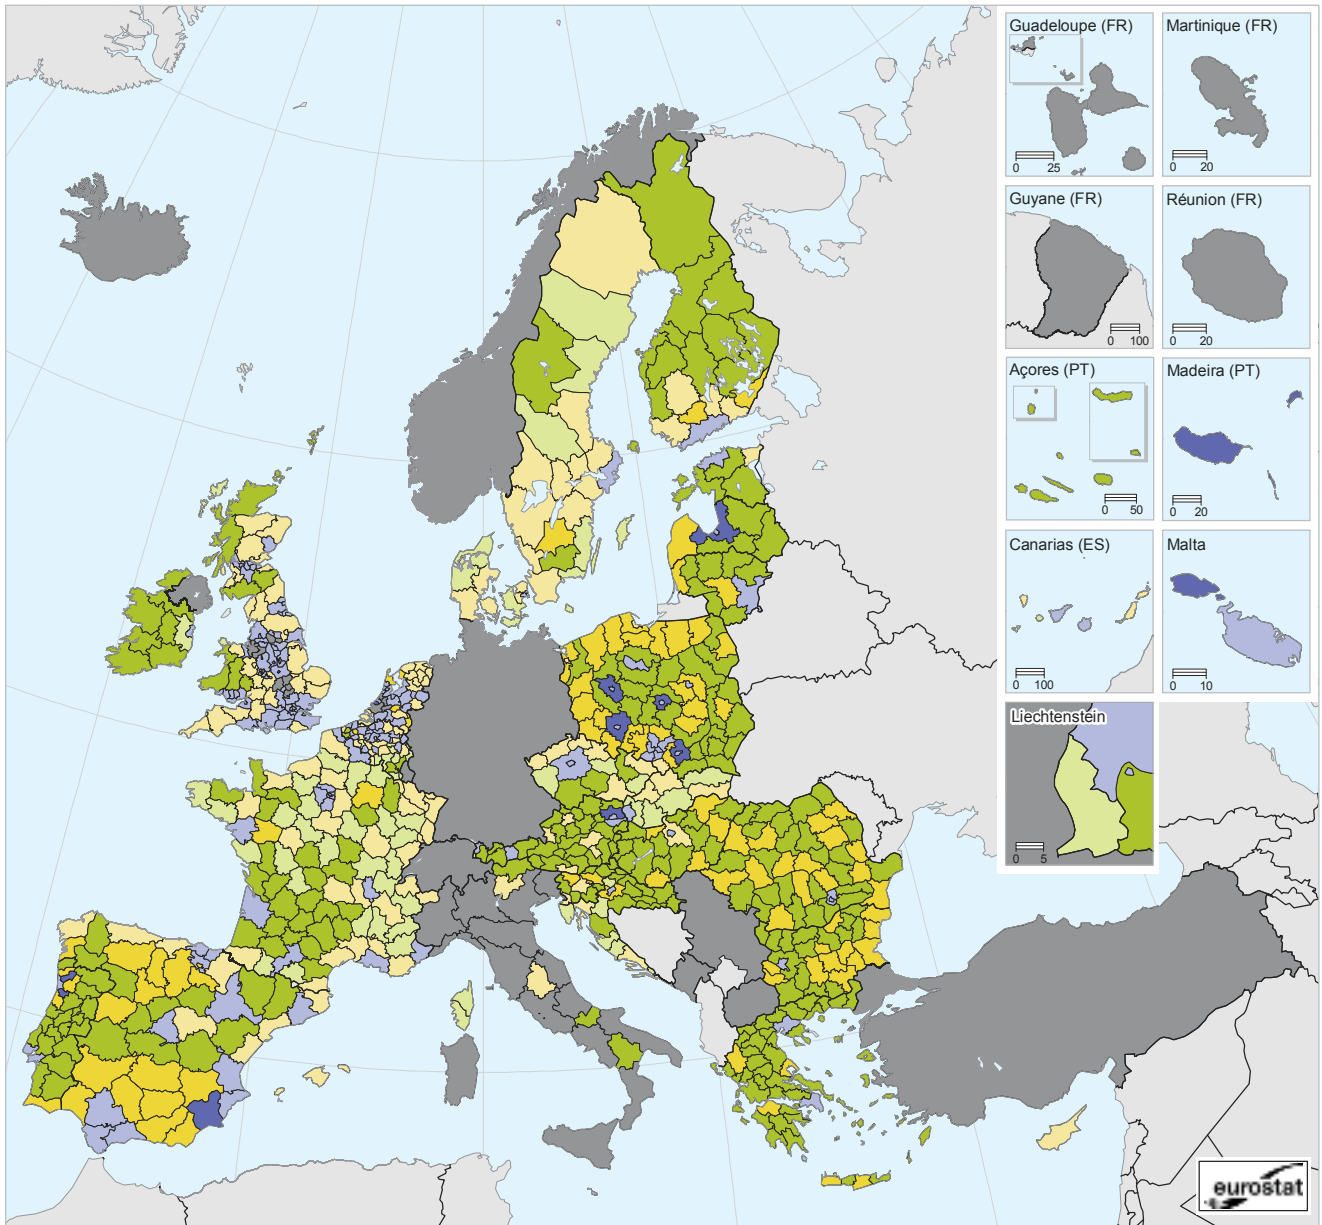 Guadeloupe (FR)
0 25
Martinique (FR)
0 20
Guyane (FR)
0 100
Réunion (FR)
0 20
Açores (PT)
0 50
Madeira (PT)
0 20
Canarias (ES)
0 100
Malta
0 10
Liechtenstein
0 5
eurostat